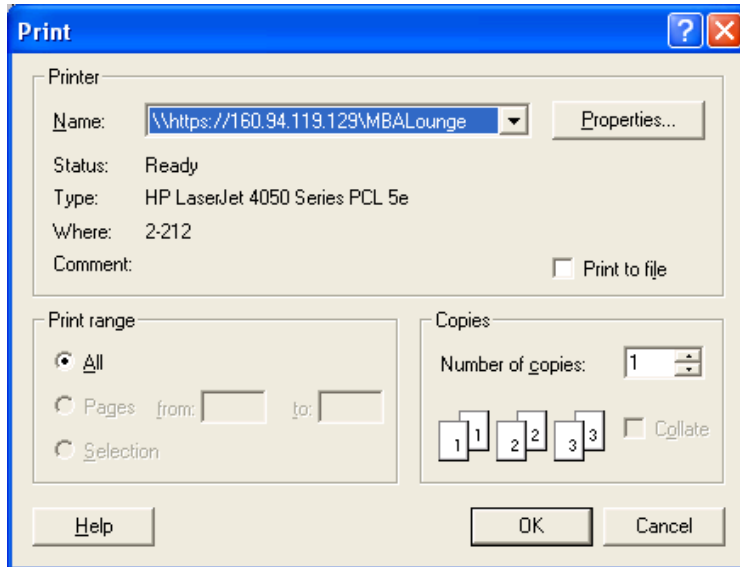 Print
Printer
Name: \\https://160.94.119.129\MBALounge Properties...
Status: Ready
Type: HP LaserJet 4050 Series PCL 5e
Where: 2-212
Comment: Print to file
Print range
All
Pages from: to:
Selection
Copies
Number of copies: 1
1 1 2 2 3 3 Collate
Help OK Cancel